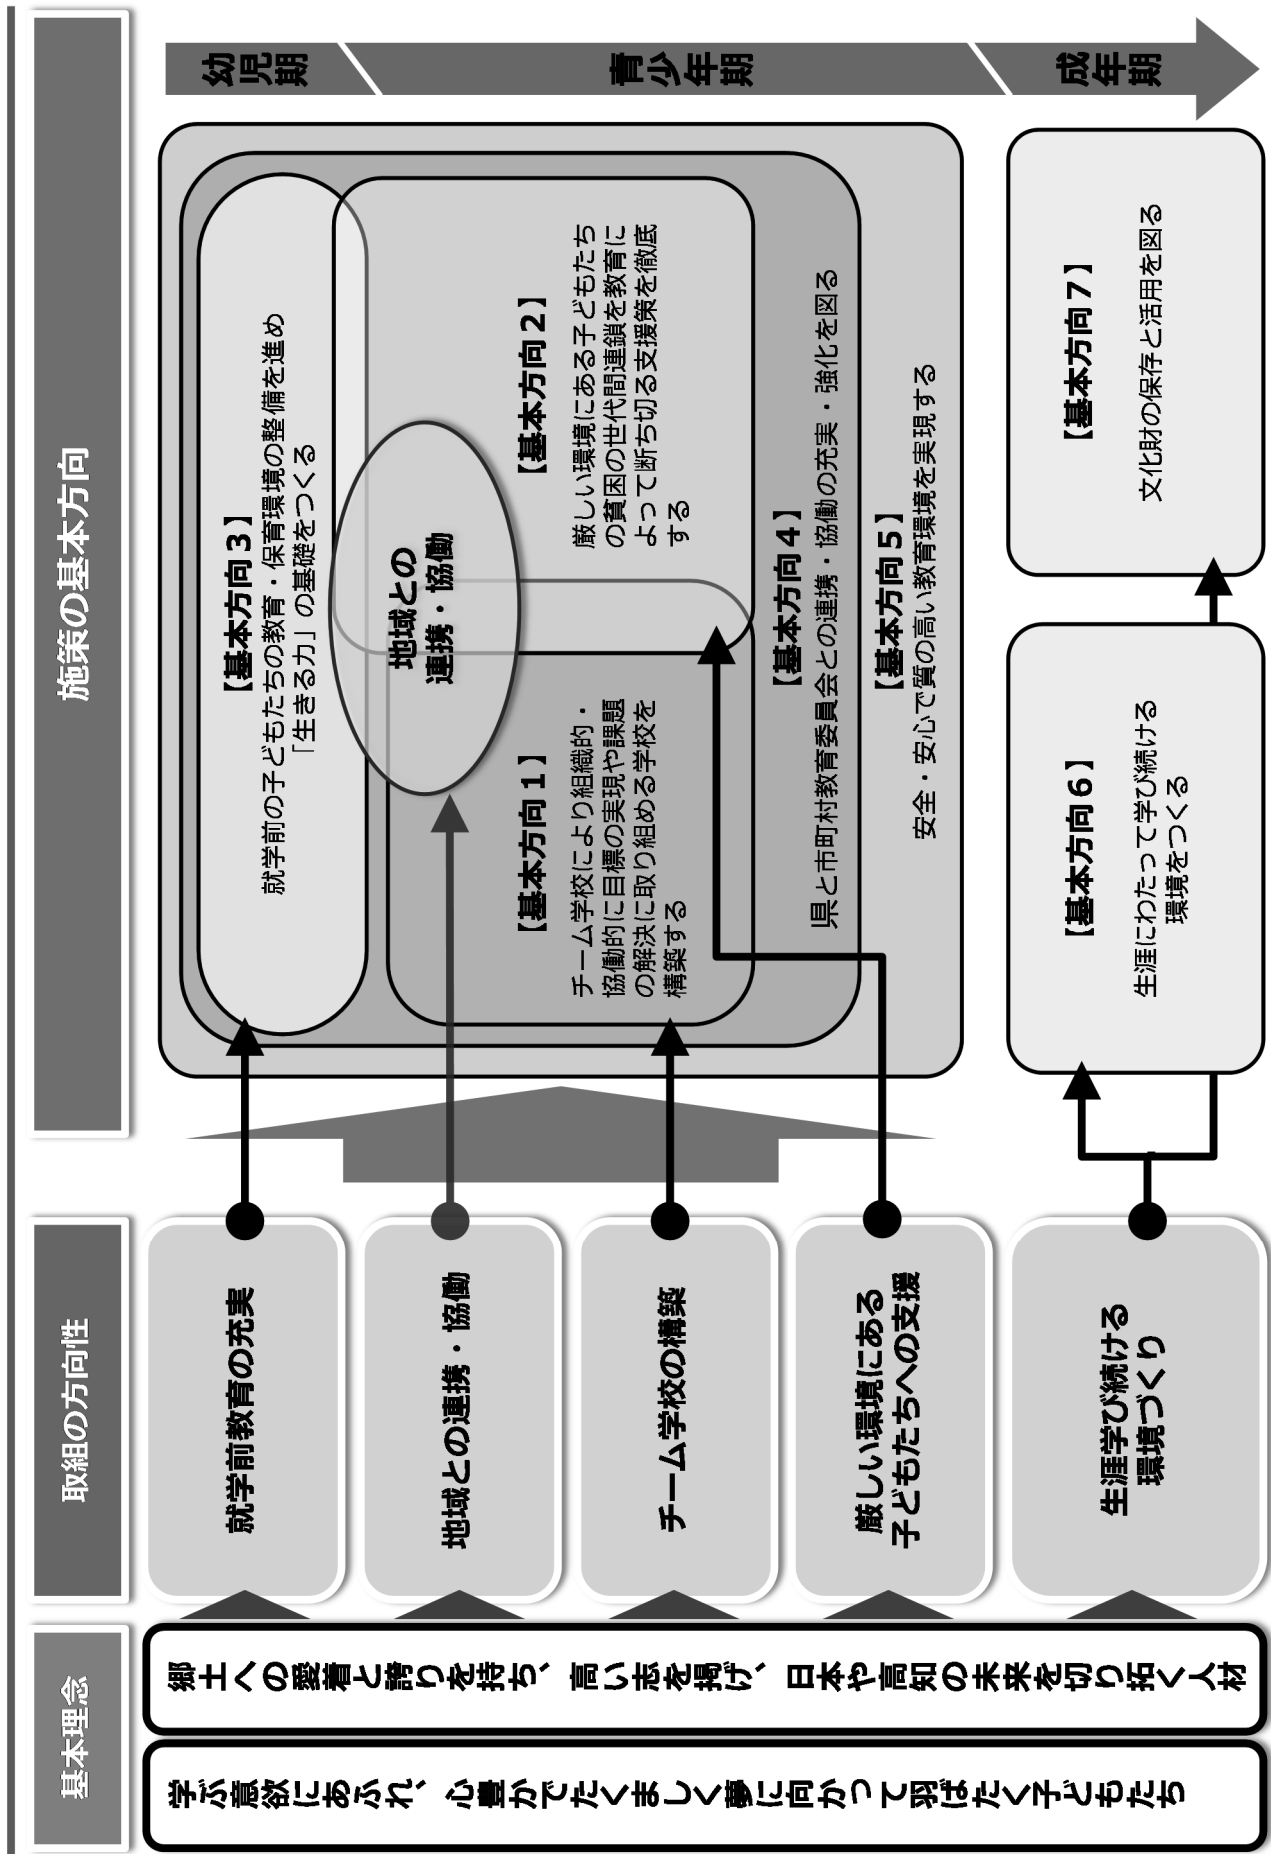 基本理念
取組の方向性
施策の基本方向
学ぶ意欲にあふれ、心豊かでたくましく夢に向かって羽ばたく子どもたち
郷土への愛着と誇りを持ち、高い志を掲げ、日本や高知の未来を切り拓く人材
就学前教育の充実
地域との連携・協働
チーム学校の構築
厳しい環境にある
子どもたちへの支援
生涯学び続ける
環境づくり
【基本方向3】
就学前の子どもたちの教育・保育環境の整備を進め
「生きる力」の基礎をつくる
地域との
連携・協働
【基本方向1】
チーム学校により組織的・
協働的に目標の実現や課題
の解決に取り組める学校を
構築する
【基本方向2】
厳しい環境にある子どもたち
の貧困の世代間連鎖を教育に
よって断ち切る支援策を徹底
する
【基本方向4】
県と市町村教育委員会との連携・協働の充実・強化を図る
【基本方向5】
安全・安心で質の高い教育環境を実現する
【基本方向6】
生涯にわたって学び続ける
環境をつくる
【基本方向7】
文化財の保存と活用を図る
幼児期
青少年期
成年期